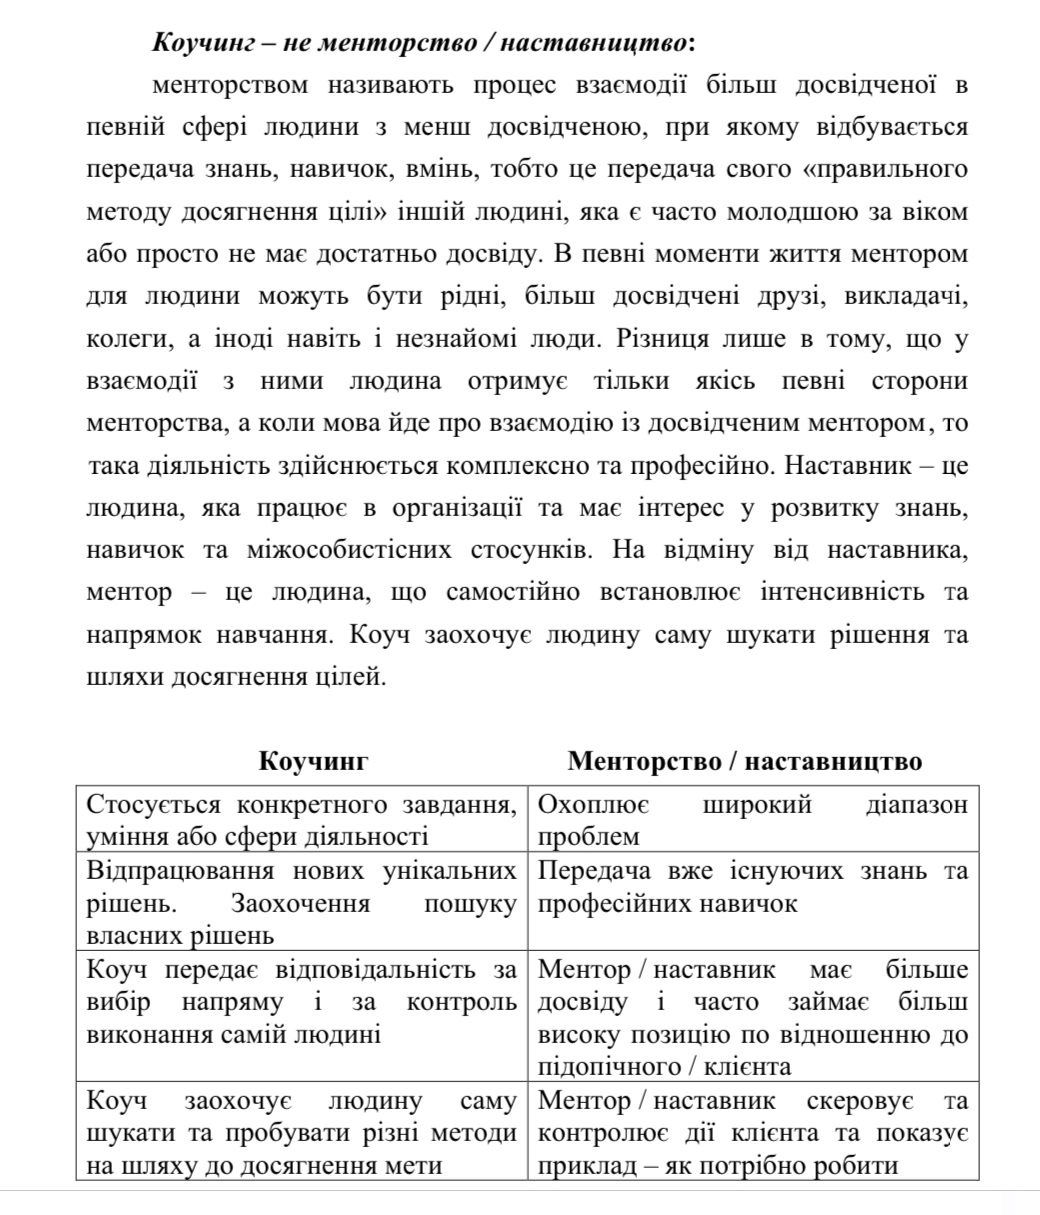 Коучинг – не менторство / наставництво:
менторством називають процес взаємодії більш досвідченої в
певній сфері людини з менш досвідченою, при якому відбувається
передача знань, навичок, вмінь, тобто це передача свого «правильного
методу досягнення цілі» іншій людині, яка є часто молодшою за віком
або просто не має достатньо досвіду. В певні моменти життя ментором
для людини можуть бути рідні, більш досвідчені друзі, викладачі,
колеги, а іноді навіть і незнайомі люди. Різниця лише в тому, що у
взаємодії з ними людина отримує тільки якісь певні сторони
менторства, а коли мова йде про взаємодію із досвідченим ментором, то
така діяльність здійснюється комплексно та професійно. Наставник – це
людина, яка працює в організації та має інтерес у розвитку знань,
навичок та міжособистісних стосунків. На відміну від наставника,
ментор – це людина, що самостійно встановлює інтенсивність та
напрямок навчання. Коуч заохочує людину саму шукати рішення та
шляхи досягнення цілей.
Коучинг
Менторство / наставництво
Стосується конкретного завдання,
уміння або сфери діяльності
Охоплює широкий діапазон
проблем
Відпрацювання нових унікальних
рішень. Заохочення пошуку
власних рішень
Передача вже існуючих знань та
професійних навичок
Коуч передає відповідальність за
вибір напряму і за контроль
виконання самій людині
Ментор / наставник має більше
досвіду і часто займає більш
високу позицію по відношенню до
підопічного / клієнта
Коуч заохочує людину саму
шукати та пробувати різні методи
на шляху до досягнення мети
Ментор / наставник скеровує та
контролює дії клієнта та показує
приклад – як потрібно робити